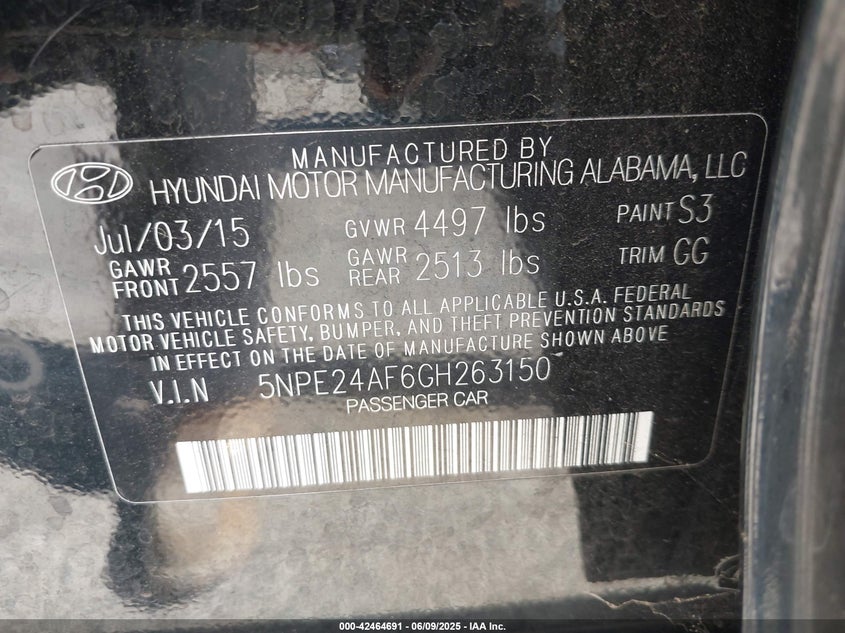 MANUFACTURED BY
HYUNDAI MOTOR MANUFACTURING ALABAMA, LLC
Jul/03/15 GVWR 4497 lbs PAINT S3
GAWR FRONT 2557 lbs GAWR REAR 2513 lbs TRIM GG
THIS VEHICLE CONFORMS TO ALL APPLICABLE U.S.A. FEDERAL
MOTOR VEHICLE SAFETY, BUMPER, AND THEFT PREVENTION STANDARDS
IN EFFECT ON THE DATE OF MANUFACTURE SHOWN ABOVE
V.I.N 5NPE24AF6GH263150
PASSENGER CAR
000-42464691 - 06/09/2025 - IAA Inc.